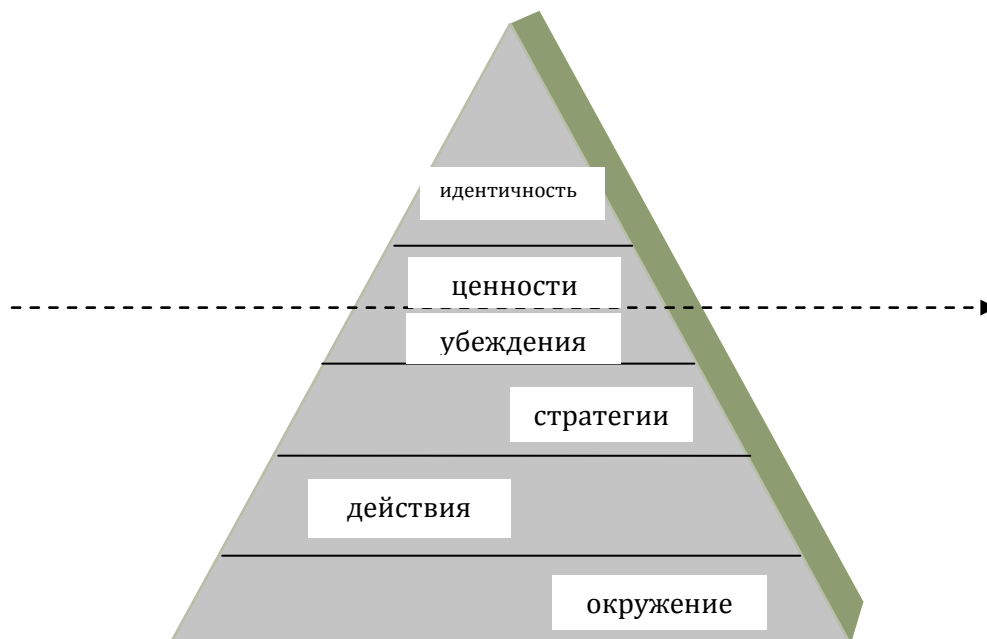 идентичность
ценности
убеждения
стратегии
действия
окружение